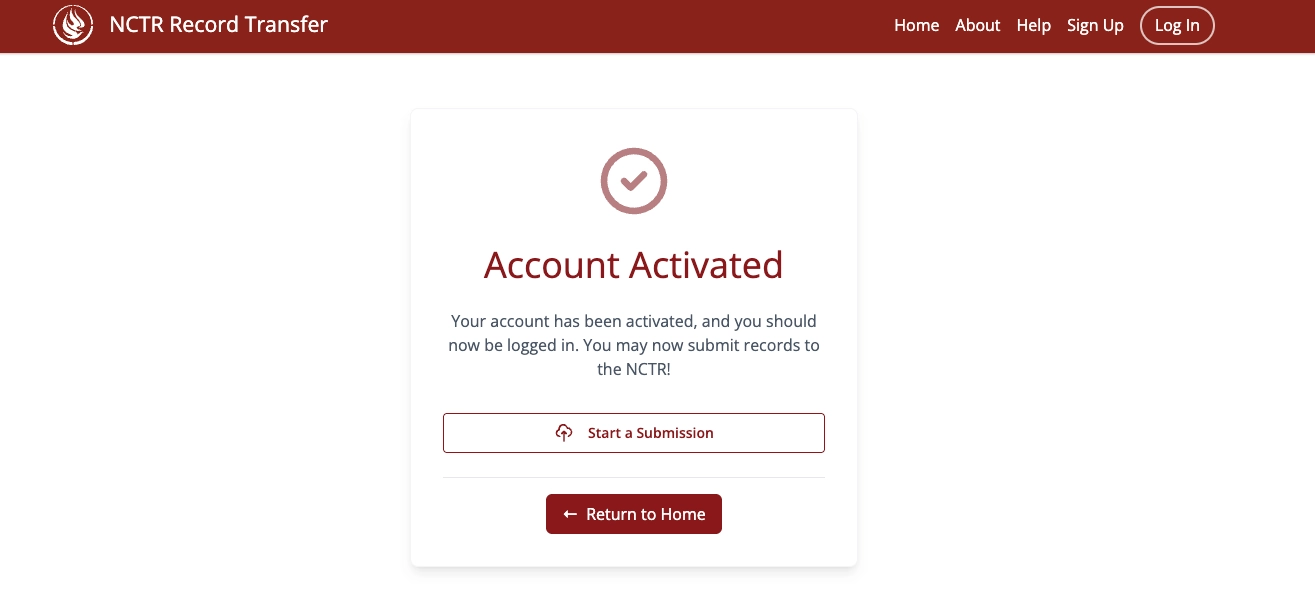 NCTR Record Transfer
Home About Help Sign Up Log In
Account Activated
Your account has been activated, and you should
now be logged in. You may now submit records to
the NCTR!
Start a Submission
← Return to Home